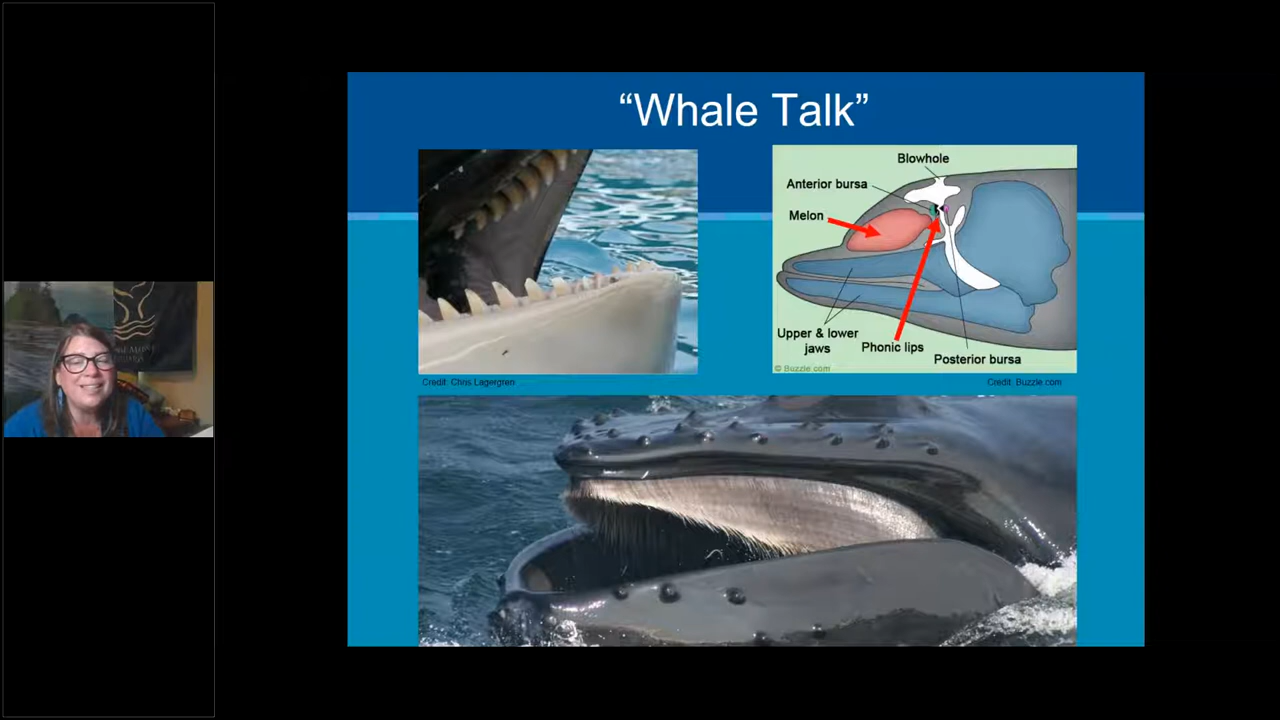 “Whale Talk”
Blowhole
Anterior bursa
Melon
Upper & lower
jaws
Phonic lips
Posterior bursa
© Buzzle.com
Credit: Chris Lagergren
Credit: Buzzle.com